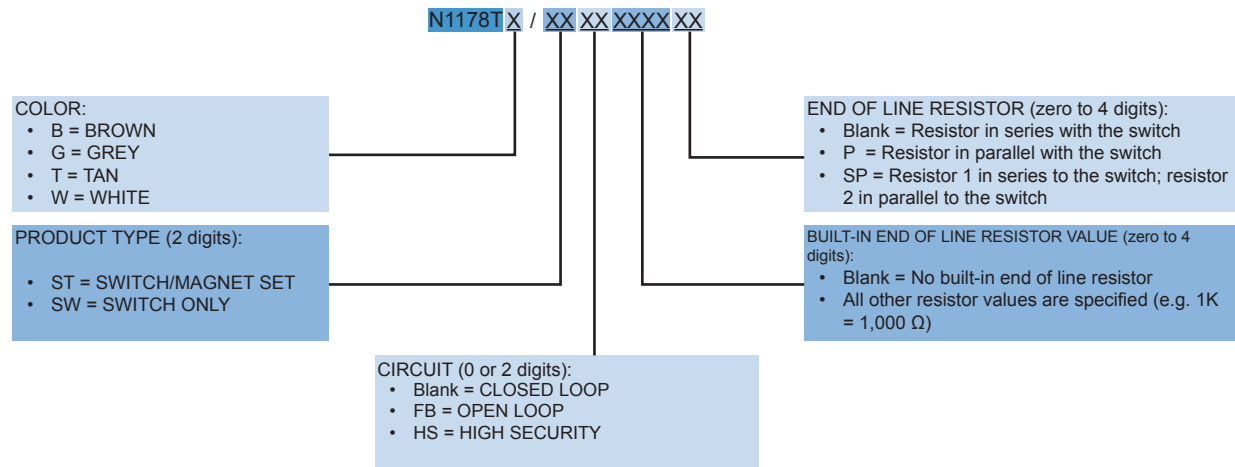 N1178T X / XX XX XXXX XX
COLOR:
• B = BROWN
• G = GREY
• T = TAN
• W = WHITE
PRODUCT TYPE (2 digits):
• ST = SWITCH/MAGNET SET
• SW = SWITCH ONLY
CIRCUIT (0 or 2 digits):
• Blank = CLOSED LOOP
• FB = OPEN LOOP
• HS = HIGH SECURITY
END OF LINE RESISTOR (zero to 4 digits):
• Blank = Resistor in series with the switch
• P = Resistor in parallel with the switch
• SP = Resistor 1 in series to the switch; resistor
2 in parallel to the switch
BUILT-IN END OF LINE RESISTOR VALUE (zero to 4
digits):
• Blank = No built-in end of line resistor
• All other resistor values are specified (e.g. 1K
= 1,000 Ω)